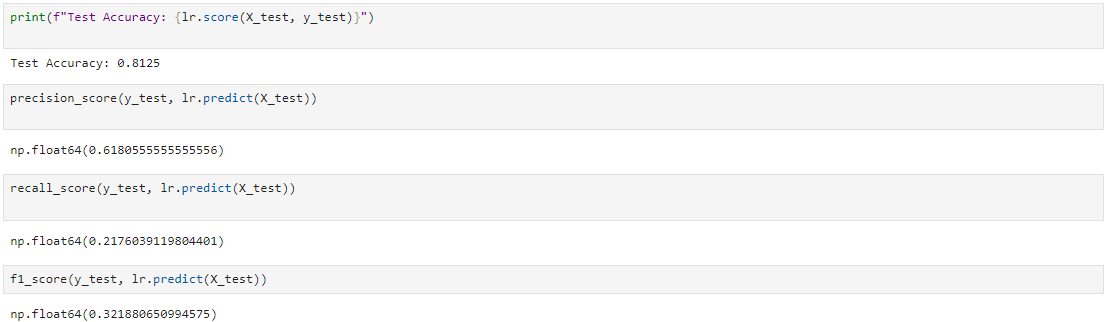 print(f"Test Accuracy: {lr.score(X_test, y_test)}")
Test Accuracy: 0.8125
precision_score(y_test, lr.predict(X_test))
np.float64(0.6180555555555556)
recall_score(y_test, lr.predict(X_test))
np.float64(0.2176039119804401)
f1_score(y_test, lr.predict(X_test))
np.float64(0.321880650994575)